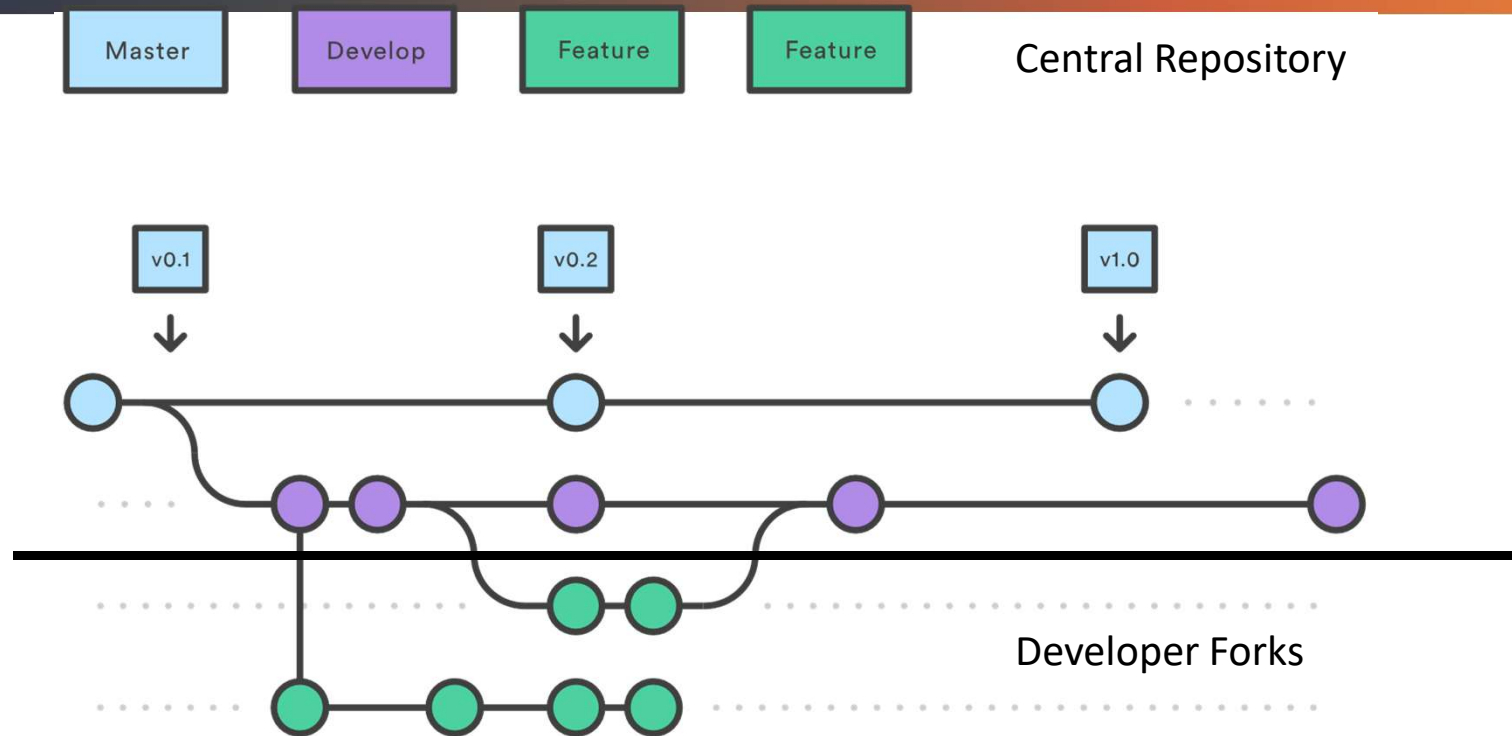 Master
Develop
Feature
Feature
Central Repository
v0.1
v0.2
v1.0
Developer Forks